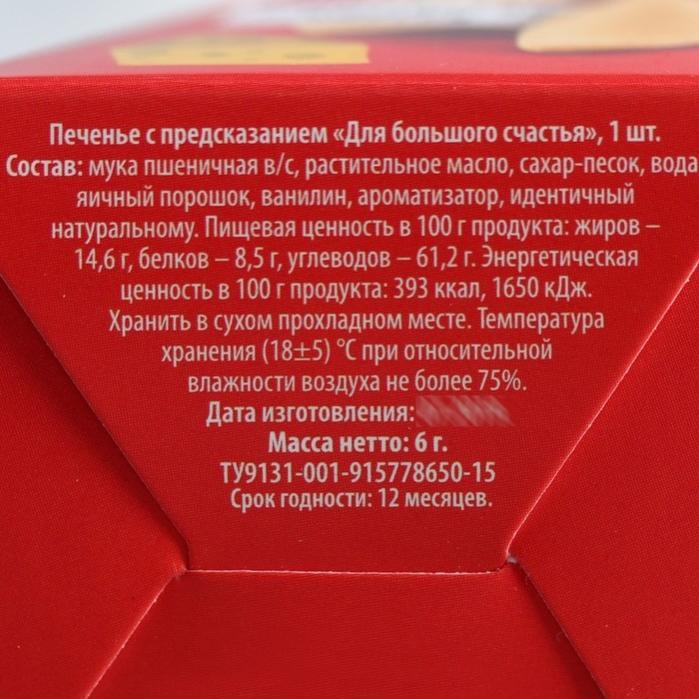 Печенье с предсказанием «Для большого счастья», 1 шт.
Состав: мука пшеничная в/с, растительное масло, сахар-песок, вода
яичный порошок, ванилин, ароматизатор, идентичный
натуральному. Пищевая ценность в 100 г продукта: жиров –
14,6 г, белков – 8,5 г, углеводов – 61,2 г. Энергетическая
ценность в 100 г продукта: 393 ккал, 1650 кДж.
Хранить в сухом прохладном месте. Температура
хранения (18±5) °C при относительной
влажности воздуха не более 75%.
Дата изготовления:
Масса нетто: 6 г.
ТУ9131-001-915778650-15
Срок годности: 12 месяцев.